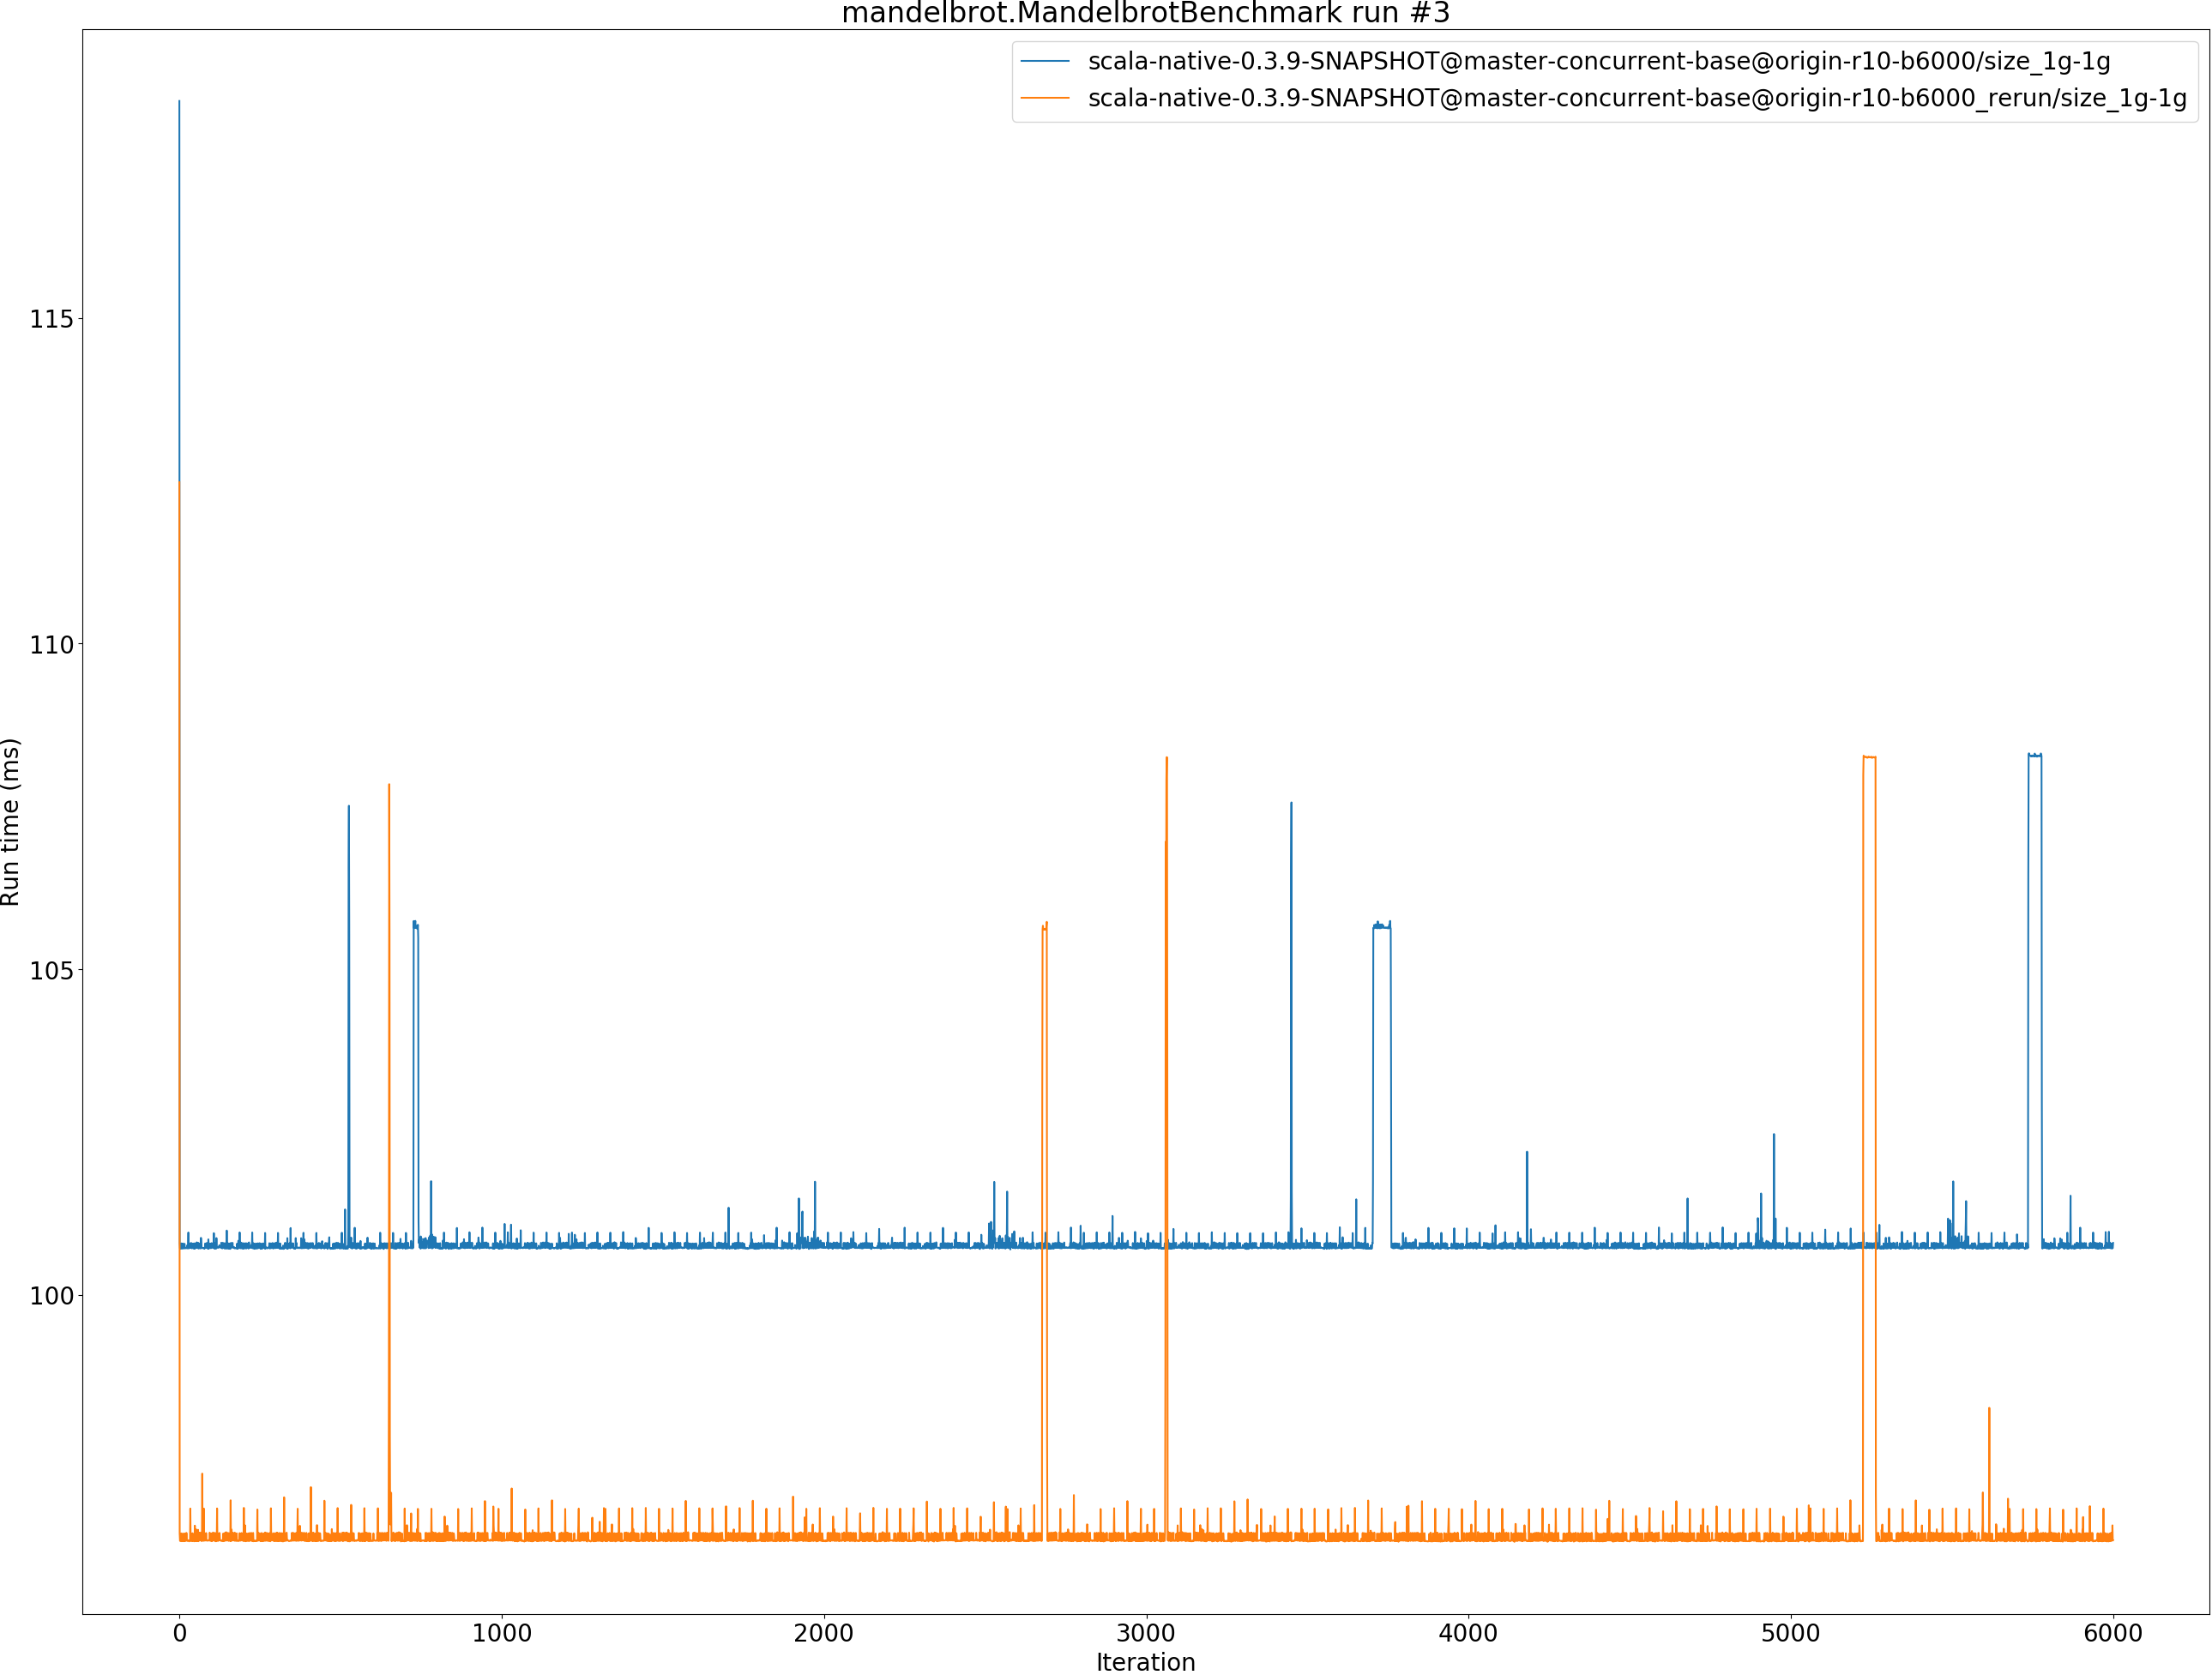 mandelbrot.MandelbrotBenchmark run #3
scala-native-0.3.9-SNAPSHOT@master-concurrent-base@origin-r10-b6000/size_1g-1g
scala-native-0.3.9-SNAPSHOT@master-concurrent-base@origin-r10-b6000_rerun/size_1g-1g
115
110
105
100
Run time (ms)
0 1000 2000 3000 4000 5000 6000
Iteration